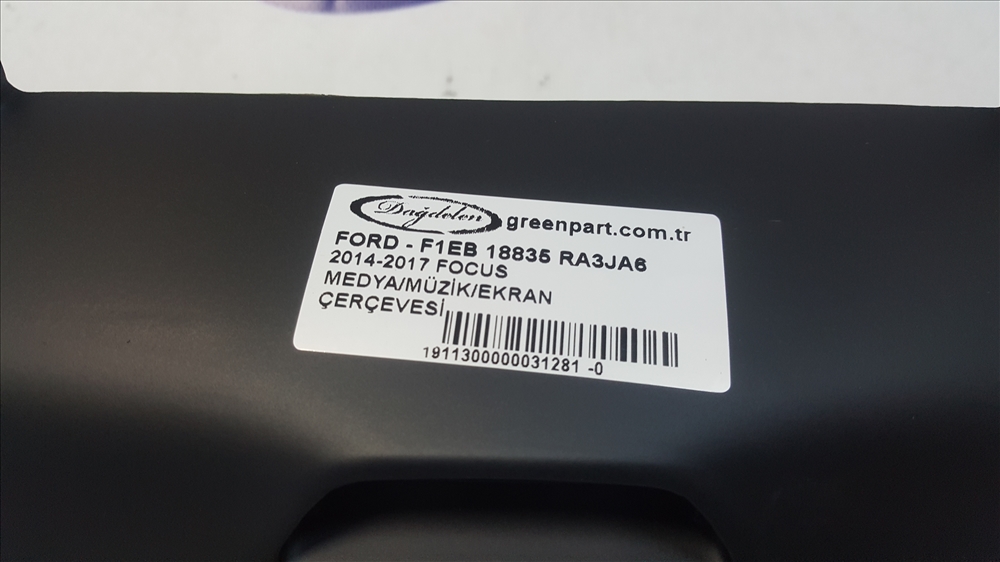 Dağdelen greenpart.com.tr
FORD - F1EB 18835 RA3JA6
2014-2017 FOCUS
MEDYA/MÜZİK/EKRAN
ÇERÇEVESİ
1911300000031281 -0